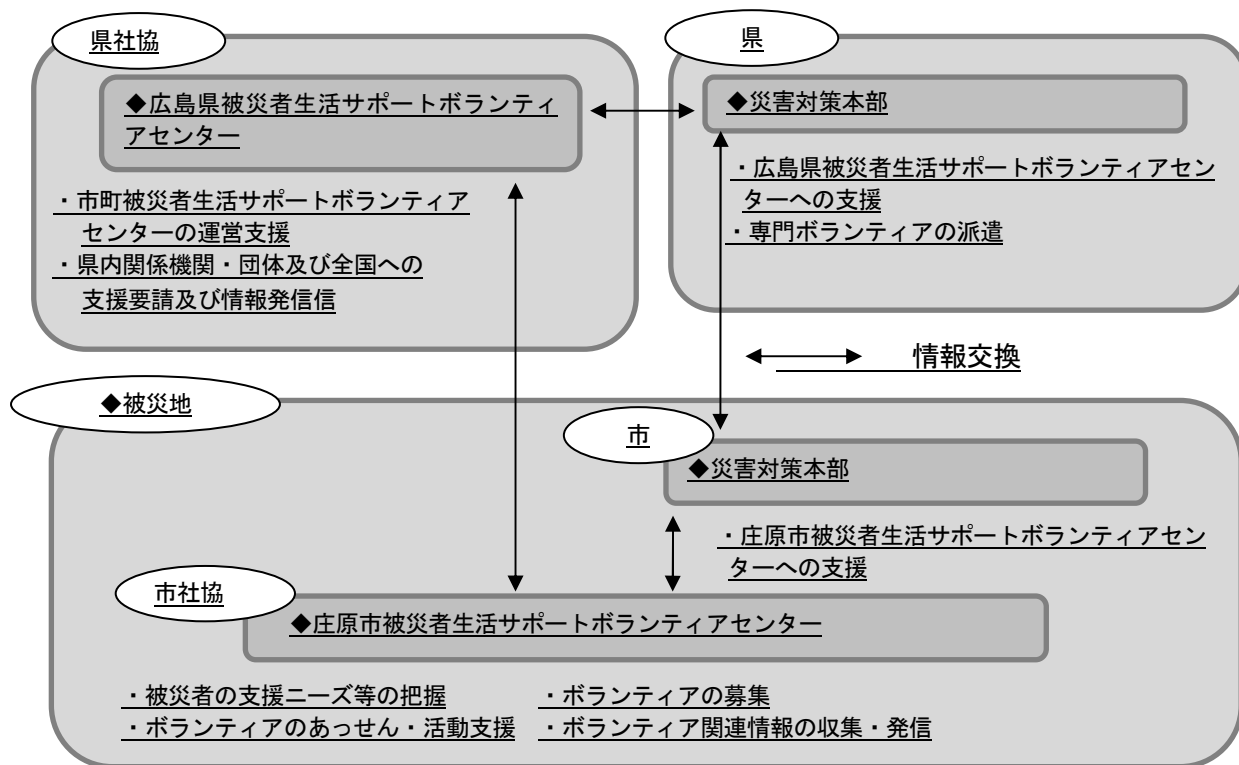 県社協
◆広島県被災者生活サポートボランティ
アセンター
・市町被災者生活サポートボランティア
センターの運営支援
・県内関係機関・団体及び全国への
支援要請及び情報発信信
県
◆災害対策本部
・広島県被災者生活サポートボランティアセン
ターへの支援
・専門ボランティアの派遣
情報交換
◆被災地
市
◆災害対策本部
・庄原市被災者生活サポートボランティアセン
ターへの支援
市社協
◆庄原市被災者生活サポートボランティアセンター
・被災者の支援ニーズ等の把握
・ボランティアのあっせん・活動支援
・ボランティアの募集
・ボランティア関連情報の収集・発信